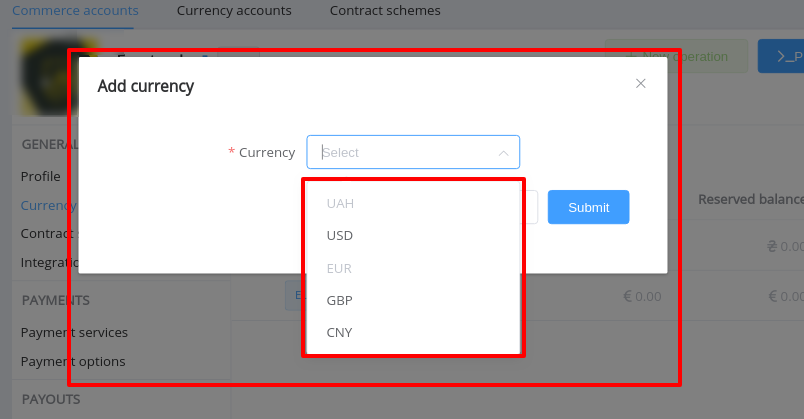 Commerce accounts Currency accounts Contract schemes
New operation
Add currency
* Currency Select
GENERAL
Profile
Currency
Submit
Reserved balance
UAH
USD
Contract
₴ 0.00
EUR
Integration
PAYMENTS
GBP
€ 0.00 € 0.00
Payment services
CNY
Payment options
PAYOUTS